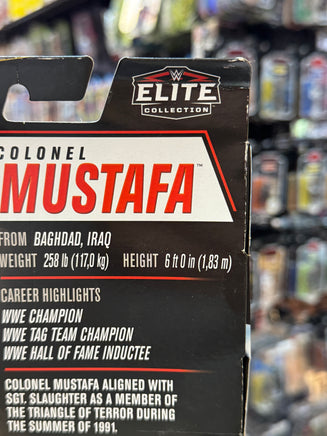 W
ELITE
COLLECTION
COLONEL
MUSTAFA™
FROM BAGHDAD, IRAQ
WEIGHT 258 lb (117,0 kg) HEIGHT 6 ft 0 in (1,83 m)
CAREER HIGHLIGHTS
WWE CHAMPION
WWE TAG TEAM CHAMPION
WWE HALL OF FAME INDUCTEE
COLONEL MUSTAFA ALIGNED WITH
SGT. SLAUGHTER AS A MEMBER OF
THE TRIANGLE OF TERROR DURING
THE SUMMER OF 1991.